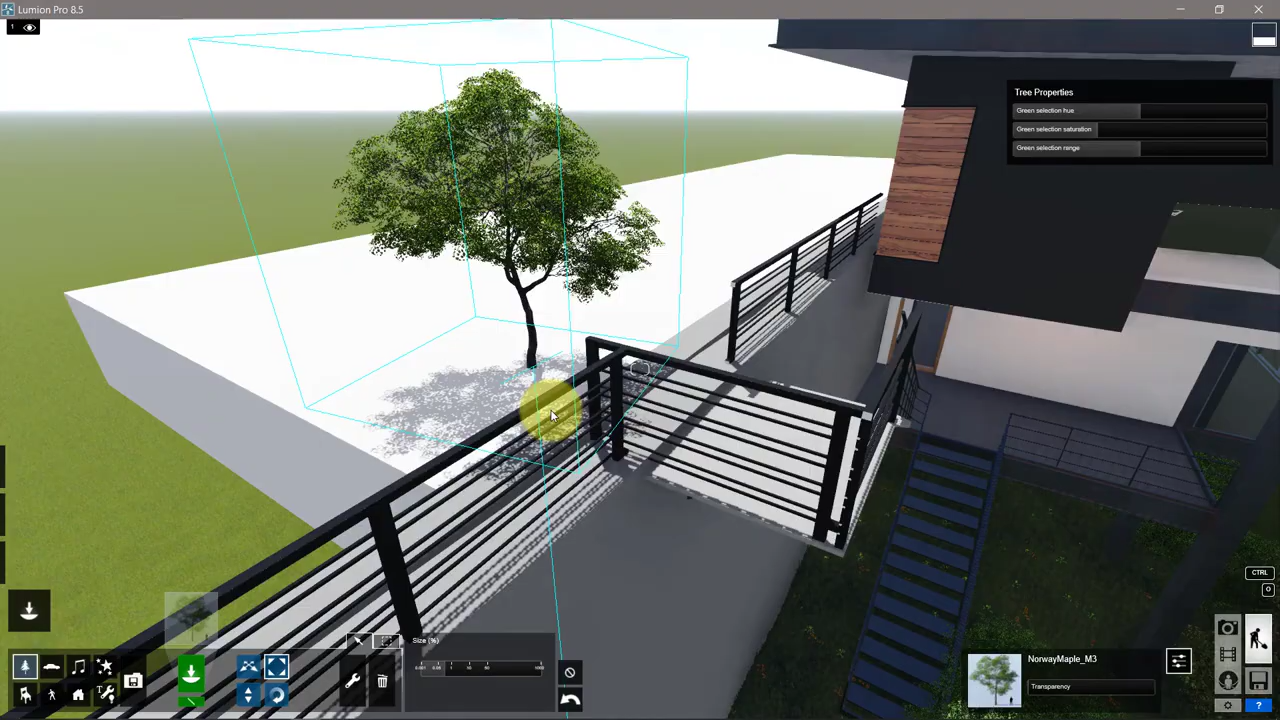 Lumion Pro 8.5
1
Tree Properties
Green selection hue
Green selection saturation
Green selection range
CTRL
O
Size (%)
NorwayMaple_M3
Transparency
?